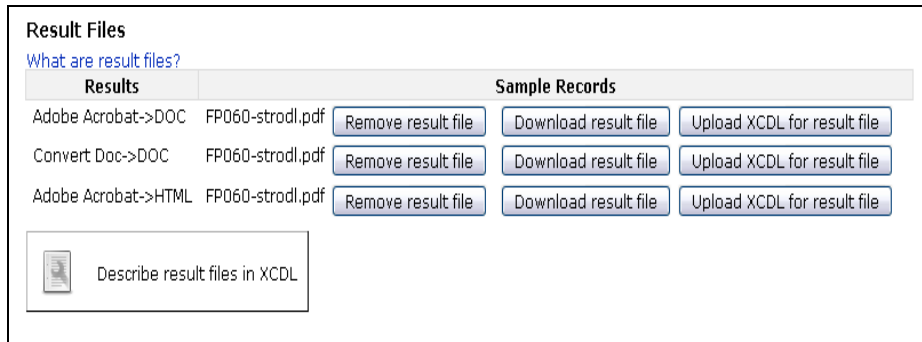 Result Files
What are result files?
Results Sample Records
Adobe Acrobat->DOC FP060-strodl.pdf Remove result file Download result file Upload XCDL for result file
Convert Doc->DOC FP060-strodl.pdf Remove result file Download result file Upload XCDL for result file
Adobe Acrobat->HTML FP060-strodl.pdf Remove result file Download result file Upload XCDL for result file
Describe result files in XCDL